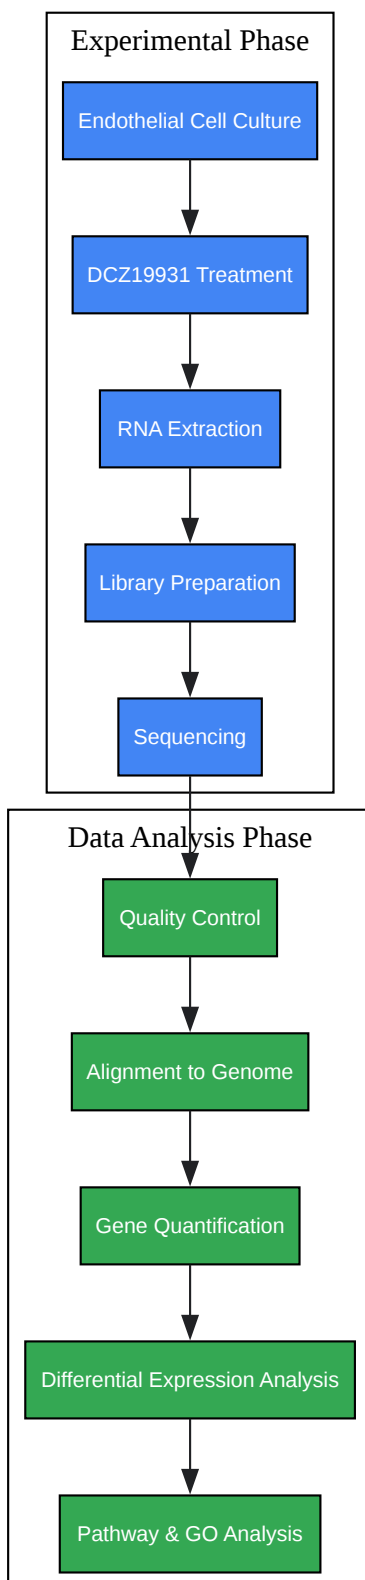 Experimental Phase
Endothelial Cell Culture
DCZ19931 Treatment
RNA Extraction
Library Preparation
Sequencing
Data Analysis Phase
Quality Control
Alignment to Genome
Gene Quantification
Differential Expression Analysis
Pathway & GO Analysis